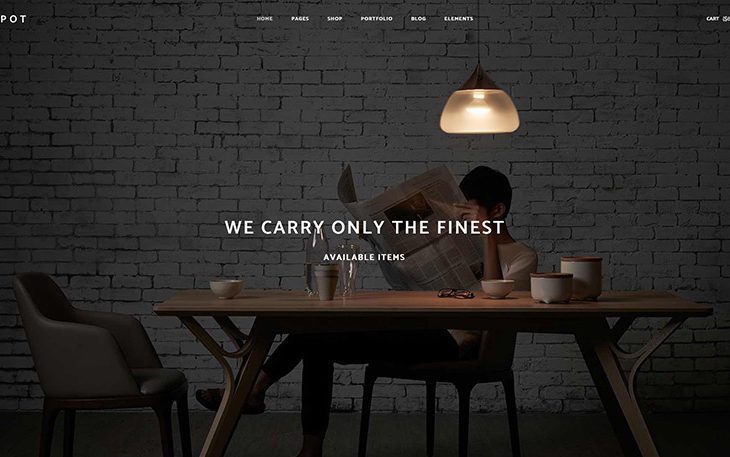 POT
HOME PAGES SHOP PORTFOLIO BLOG ELEMENTS
CART
WE CARRY ONLY THE FINEST
AVAILABLE ITEMS